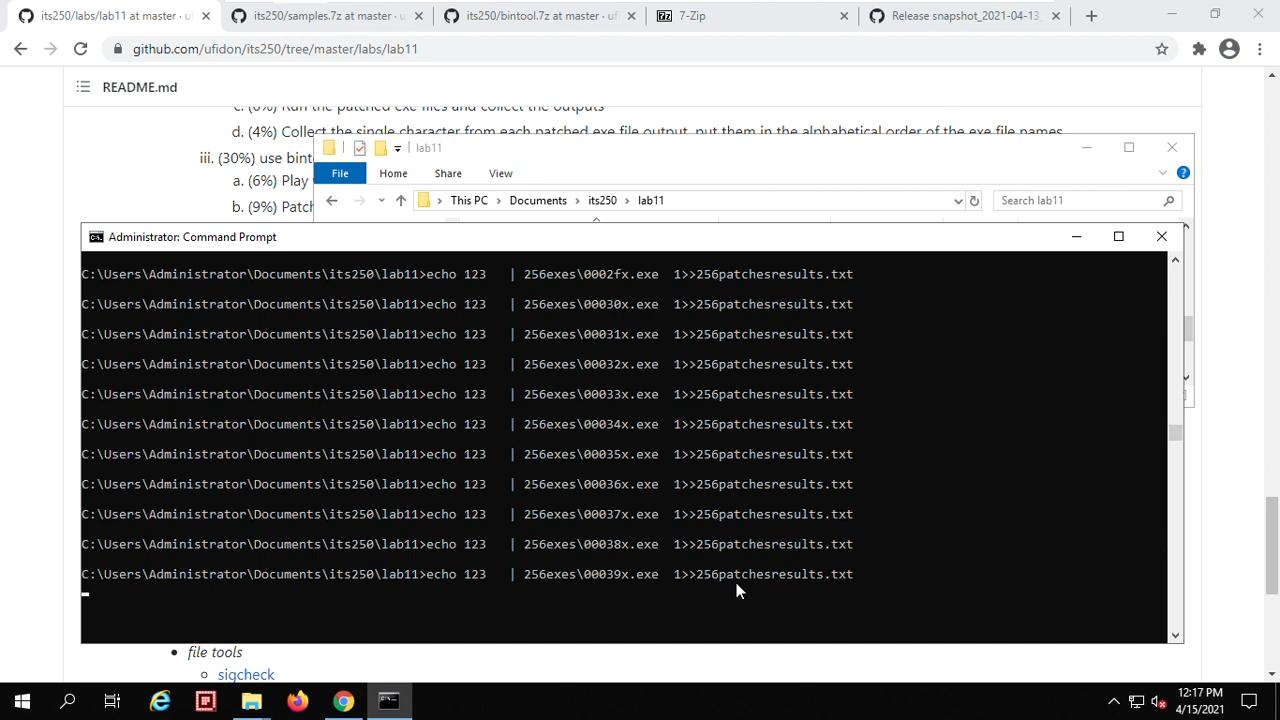 its250/labs/lab11 at master · u
its250/samples.7z at master · u
its250/bintool.7z at master · uf
7-Zip
Release snapshot_2021-04-13_
github.com/ufidon/its250/tree/master/labs/lab11
README.md
c. (6%) Run the patched exe files and collect the outputs
d. (4%) Collect the single character from each patched exe file output, put them in the alphabetical order of the exe file names
iii. (30%) use bint
a. (6%) Play
b. (9%) Patch
lab11
File
Home
Share
View
This PC > Documents > its250 > lab11
Search lab11
Administrator: Command Prompt
C:\Users\Administrator\Documents\its250\lab11>echo 123   | 256exes\0002fx.exe  1>>256patchesresults.txt
C:\Users\Administrator\Documents\its250\lab11>echo 123   | 256exes\00030x.exe  1>>256patchesresults.txt
C:\Users\Administrator\Documents\its250\lab11>echo 123   | 256exes\00031x.exe  1>>256patchesresults.txt
C:\Users\Administrator\Documents\its250\lab11>echo 123   | 256exes\00032x.exe  1>>256patchesresults.txt
C:\Users\Administrator\Documents\its250\lab11>echo 123   | 256exes\00033x.exe  1>>256patchesresults.txt
C:\Users\Administrator\Documents\its250\lab11>echo 123   | 256exes\00034x.exe  1>>256patchesresults.txt
C:\Users\Administrator\Documents\its250\lab11>echo 123   | 256exes\00035x.exe  1>>256patchesresults.txt
C:\Users\Administrator\Documents\its250\lab11>echo 123   | 256exes\00036x.exe  1>>256patchesresults.txt
C:\Users\Administrator\Documents\its250\lab11>echo 123   | 256exes\00037x.exe  1>>256patchesresults.txt
C:\Users\Administrator\Documents\its250\lab11>echo 123   | 256exes\00038x.exe  1>>256patchesresults.txt
C:\Users\Administrator\Documents\its250\lab11>echo 123   | 256exes\00039x.exe  1>>256patchesresults.txt
file tools
sigcheck
12:17 PM
4/15/2021